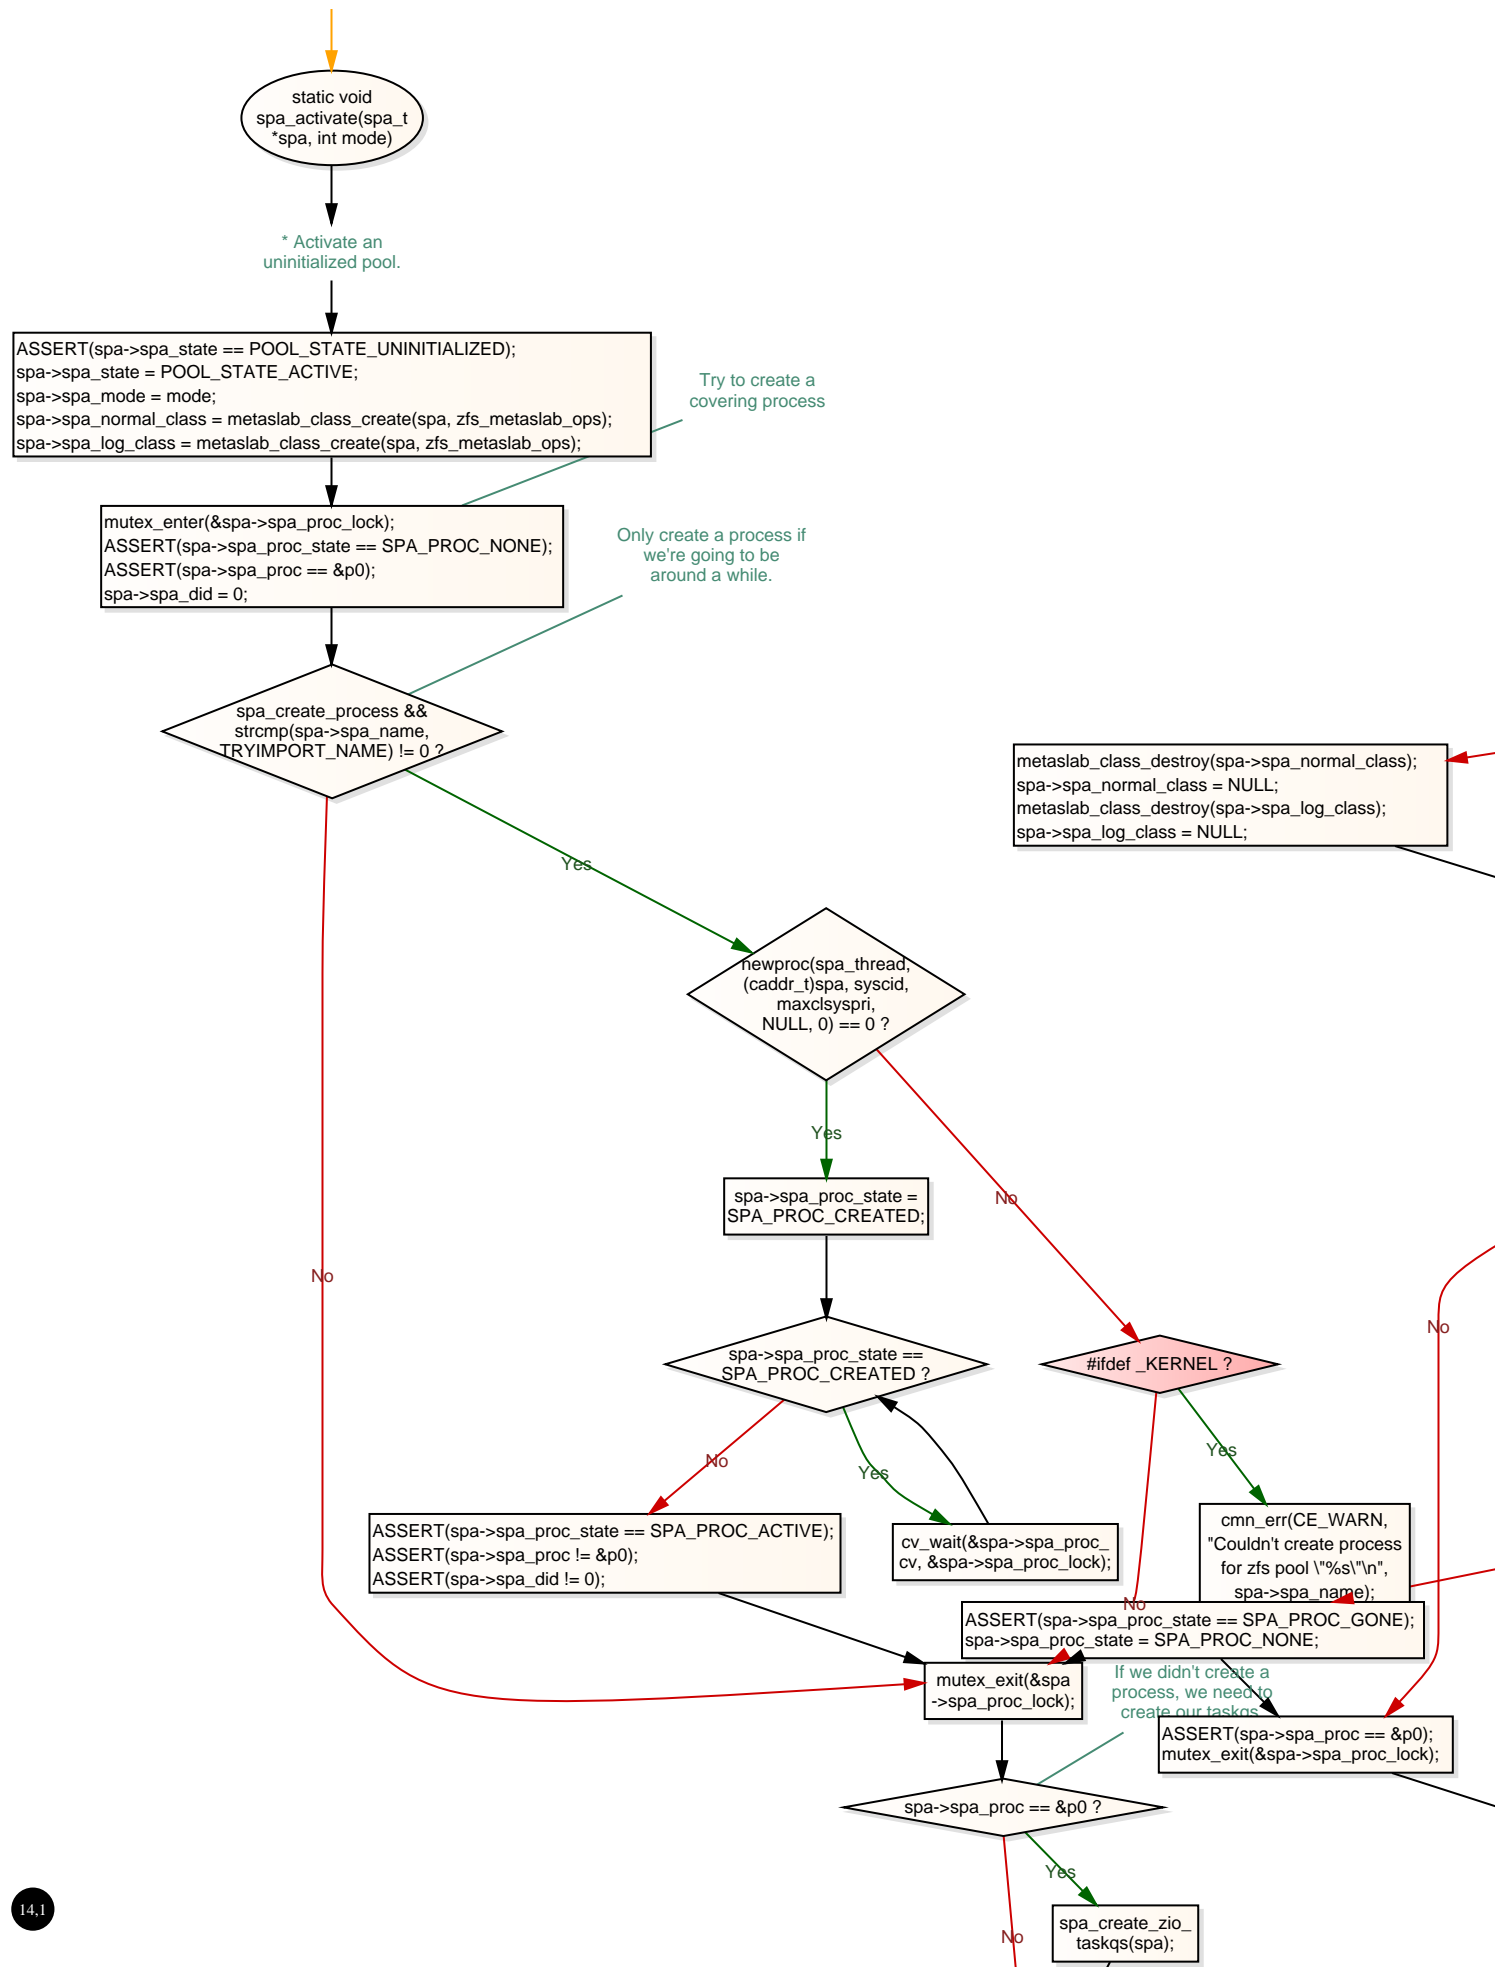 static void
spa_activate(spa_t
*spa, int mode)
* Activate an
uninitialized pool.
ASSERT(spa->spa_state == POOL_STATE_UNINITIALIZED);
spa->spa_state = POOL_STATE_ACTIVE;
spa->spa_mode = mode;
spa->spa_normal_class = metaslab_class_create(spa, zfs_metaslab_ops);
spa->spa_log_class = metaslab_class_create(spa, zfs_metaslab_ops);
Try to create a
covering process
mutex_enter(&spa->spa_proc_lock);
ASSERT(spa->spa_proc_state == SPA_PROC_NONE);
ASSERT(spa->spa_proc == &p0);
spa->spa_did = 0;
Only create a process if
we're going to be
around a while.
spa_create_process &&
strcmp(spa->spa_name,
TRYIMPORT_NAME) != 0 ?
metaslab_class_destroy(spa->spa_normal_class);
spa->spa_normal_class = NULL;
metaslab_class_destroy(spa->spa_log_class);
spa->spa_log_class = NULL;
Yes
newproc(spa_thread,
(caddr_t)spa, syscid,
maxclsyspri,
NULL, 0) == 0 ?
Yes
No
spa->spa_proc_state =
SPA_PROC_CREATED;
No
No
spa->spa_proc_state ==
SPA_PROC_CREATED ?
#ifdef _KERNEL ?
No
Yes
Yes
ASSERT(spa->spa_proc_state == SPA_PROC_ACTIVE);
ASSERT(spa->spa_proc != &p0);
ASSERT(spa->spa_did != 0);
cv_wait(&spa->spa_proc_
cv, &spa->spa_proc_lock);
cmn_err(CE_WARN,
"Couldn't create process
for zfs pool \"%s\"\n",
spa->spa_name);
No
ASSERT(spa->spa_proc_state == SPA_PROC_GONE);
spa->spa_proc_state = SPA_PROC_NONE;
mutex_exit(&spa
->spa_proc_lock);
If we didn't create a
process, we need to
create our taskqs
ASSERT(spa->spa_proc == &p0);
mutex_exit(&spa->spa_proc_lock);
spa->spa_proc == &p0 ?
Yes
No
spa_create_zio_
taskqs(spa);
14,1